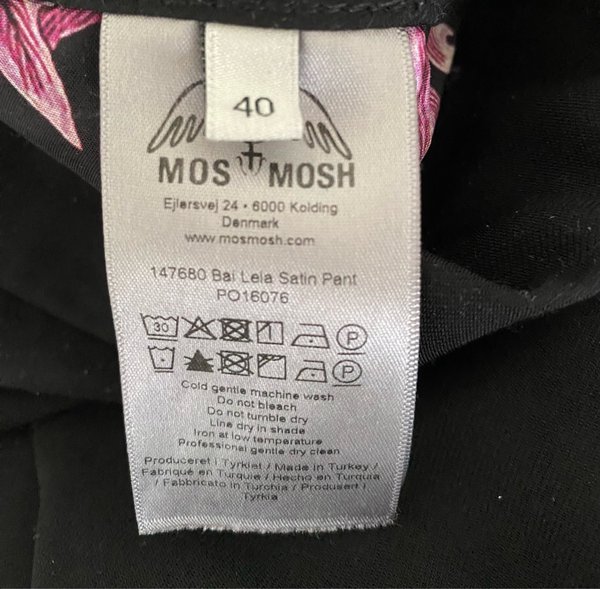 40
MOS MOSH
Ejlersvej 24 • 6000 Kolding
Denmark
www.mosmosh.com
147680 Bai Leia Satin Pant
PO16076
30 P
P
Cold gentle machine wash
Do not bleach
Do not tumble dry
Line dry in shade
Iron at low temperature
Professional gentle dry clean
Produceret i Tyrkiet / Made in Turkey /
Fabriqué en Turquie / Hecho en Turquia
/ Fabbricato in Turchia / Produsert i
Tyrkia